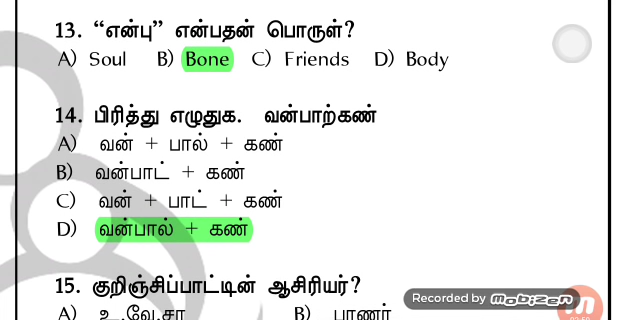 13. “என்பு” என்பதன் பொருள்?
A) Soul B) Bone C) Friends D) Body
14. பிரித்து எழுதுக. வன்பாற்கண்
A) வன் + பால் + கண்
B) வன்பாட் + கண்
C) வன் + பாட் + கண்
D) வன்பால் + கண்
15. குறிஞ்சிப்பாட்டின் ஆசிரியர்?
A) உ.வே.சா B) பாணர்
Recorded by Mobizen